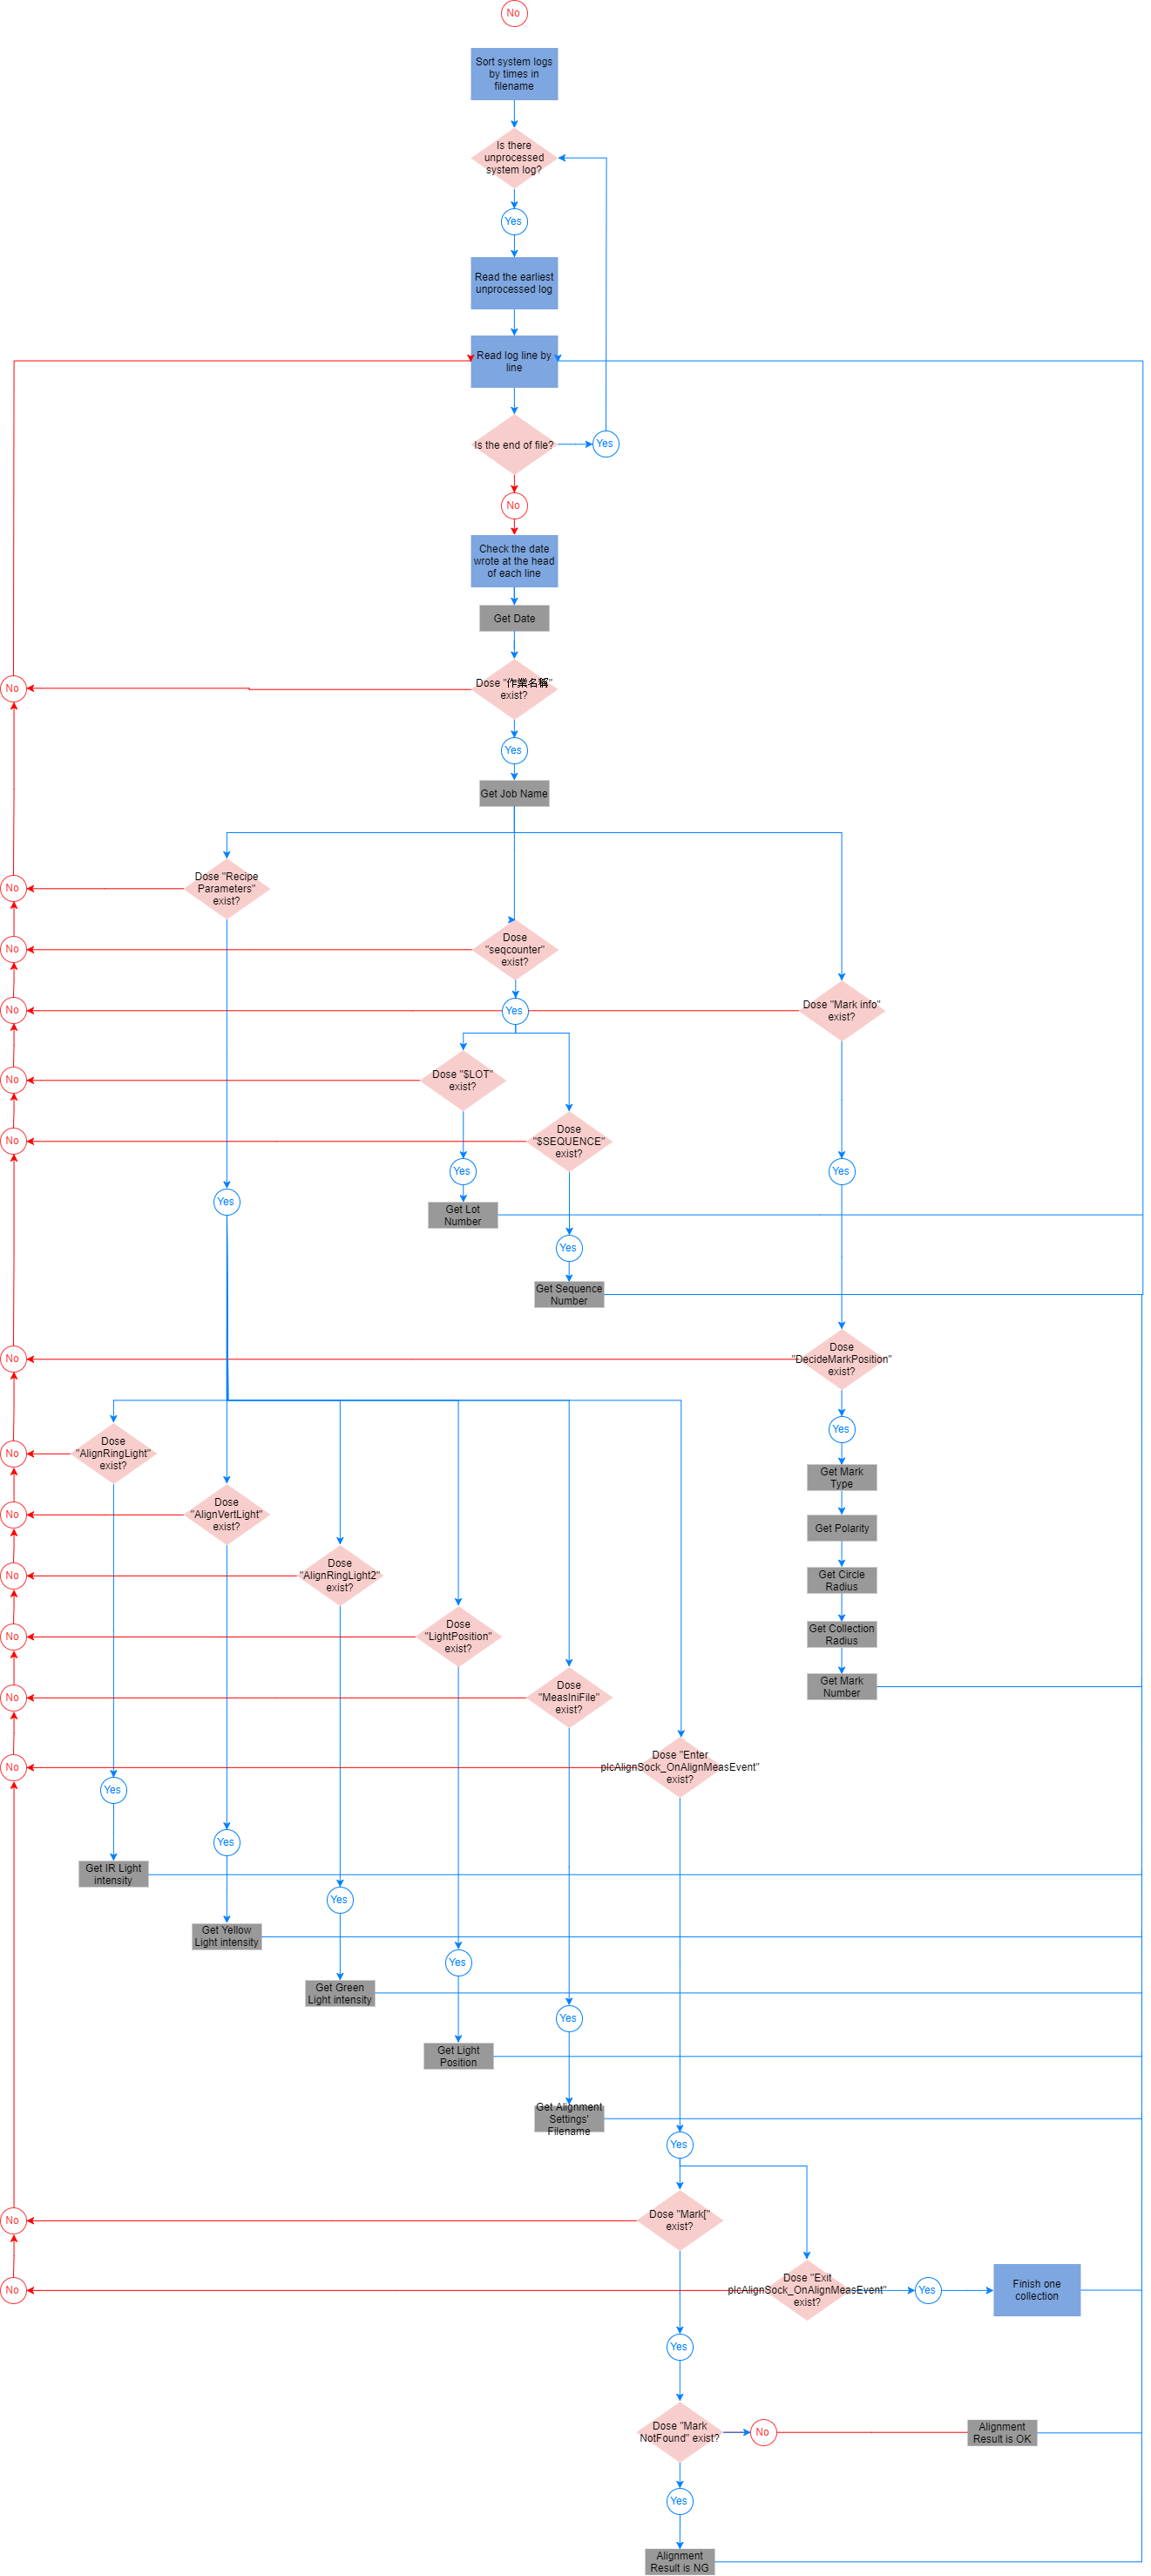 No
Sort system logs
by times in
filename
Is there
unprocessed
system log?
Yes
Read the earliest
unprocessed log
Read log line by
line
Is the end of file?
Yes
No
Check the date
wrote at the head
of each line
Get Date
Dose "作業名稱"
exist?
No
Yes
Get Job Name
Dose "Recipe
Parameters"
exist?
No
Dose
"seqcounter"
exist?
No
Dose "Mark info"
exist?
No
Yes
Dose "$LOT"
exist?
No
Dose
"$SEQUENCE"
exist?
No
Yes
Yes
Yes
Get Lot
Number
Yes
Get Sequence
Number
Dose
"DecideMarkPosition"
exist?
No
Yes
Dose
"AlignRingLight"
exist?
No
Get Mark
Type
Dose
"AlignVertLight"
exist?
No
Get Polarity
Dose
"AlignRingLight2"
exist?
No
Get Circle
Radius
Dose
"LightPosition"
exist?
No
Get Collection
Radius
Dose
"MeasIniFile"
exist?
No
Get Mark
Number
Dose "Enter
plcAlignSock_OnAlignMeasEvent"
exist?
No
Yes
Yes
Get IR Light
intensity
Yes
Get Yellow
Light intensity
Yes
Get Green
Light intensity
Yes
Get Light
Position
Get Alignment
Settings'
Filename
Yes
Dose "Mark["
exist?
No
Dose "Exit
plcAlignSock_OnAlignMeasEvent"
exist?
No
Yes
Finish one
collection
Yes
Dose "Mark
NotFound" exist?
No
Alignment
Result is OK
Yes
Alignment
Result is NG